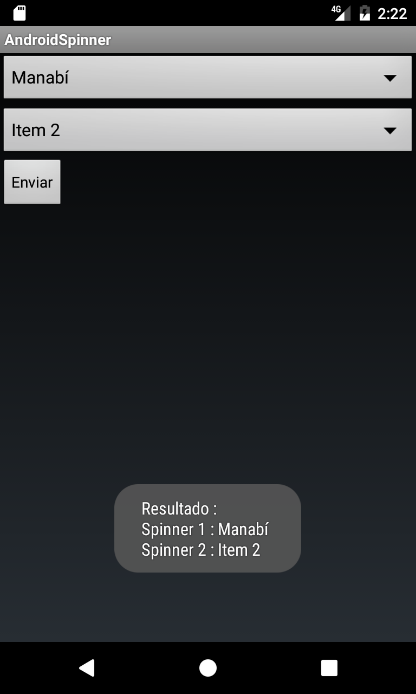 4G 2:22
AndroidSpinner
Manabí
Item 2
Enviar
Resultado :
Spinner 1 : Manabí
Spinner 2 : Item 2